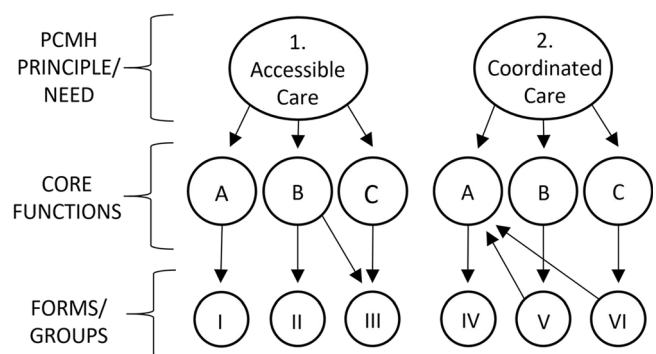 PCMH
PRINCIPLE/
NEED
1.
Accessible
Care
2.
Coordinated
Care
CORE
FUNCTIONS
A
B
C
A
B
C
FORMS/
GROUPS
I
II
III
IV
V
VI